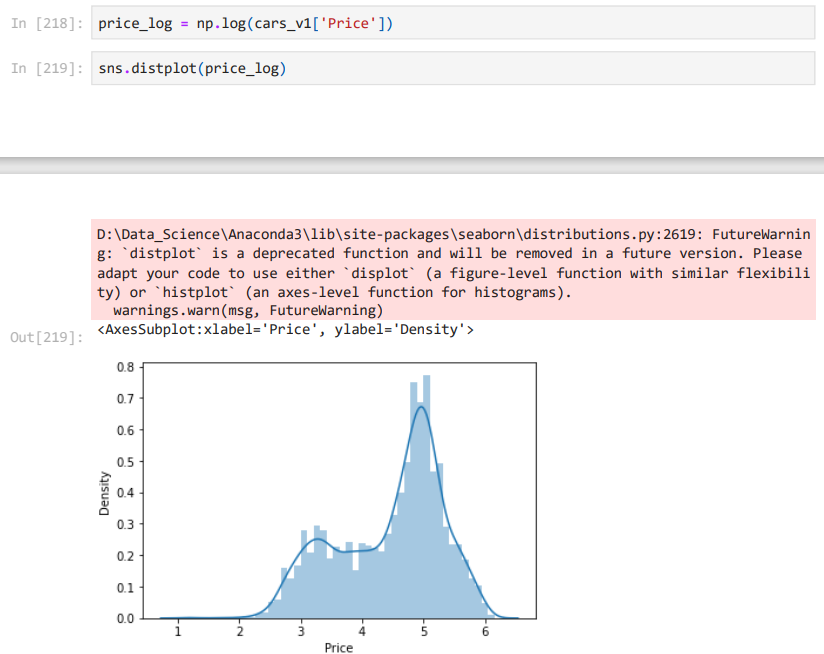 In [218]: price_log = np.log(cars_v1['Price'])
In [219]: sns.distplot(price_log)
D:\Data_Science\Anaconda3\lib\site-packages\seaborn\distributions.py:2619: FutureWarnin
g: `distplot` is a deprecated function and will be removed in a future version. Please
adapt your code to use either `displot` (a figure-level function with similar flexibili
ty) or `histplot` (an axes-level function for histograms).
  warnings.warn(msg, FutureWarning)
Out[219]: <AxesSubplot:xlabel='Price', ylabel='Density'>
0.8
0.7
0.6
0.5
0.4
0.3
0.2
0.1
0.0
Density
1 2 3 4 5 6
Price